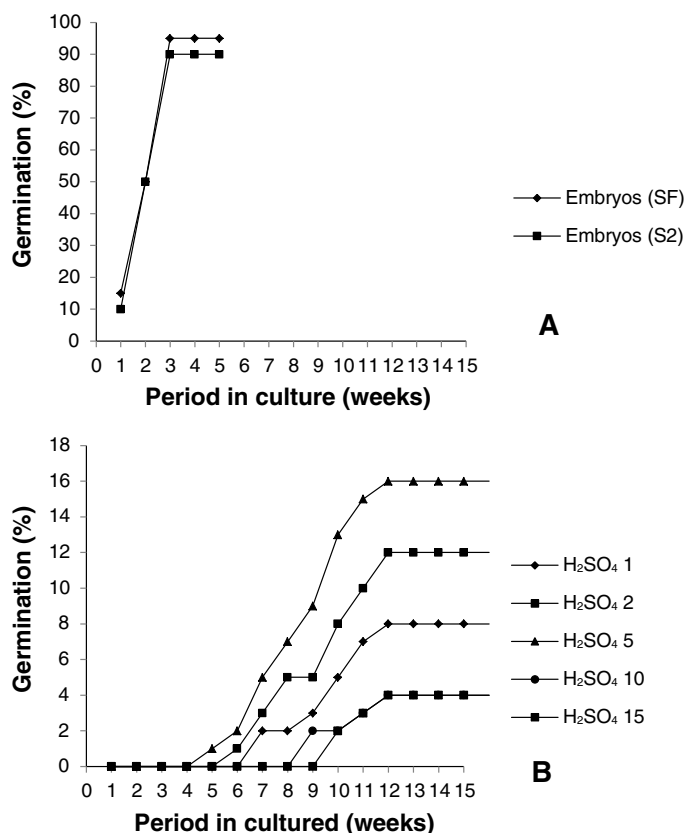 100
90
80
70
60
50
40
30
20
10
0
Germination (%)
0 1 2 3 4 5 6 7 8 9 10 11 12 13 14 15
Period in culture (weeks)
Embryos (SF)
Embryos (S2)
A
18
16
14
12
10
8
6
4
2
0
Germination (%)
0 1 2 3 4 5 6 7 8 9 10 11 12 13 14 15
Period in cultured (weeks)
H₂SO₄ 1
H₂SO₄ 2
H₂SO₄ 5
H₂SO₄ 10
H₂SO₄ 15
B